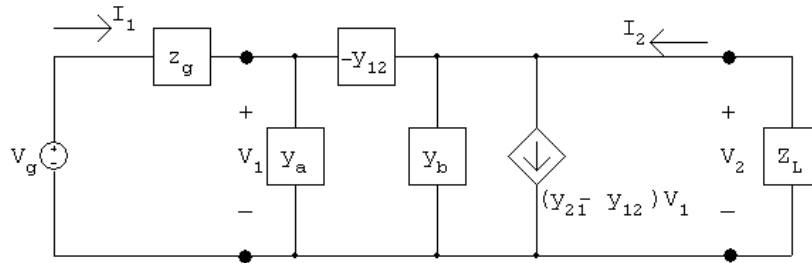 I1
I2
zg
-y12
+
+
Vg
+
-
V1
ya
yb
V2
ZL
(y21- y12)V1
-
-